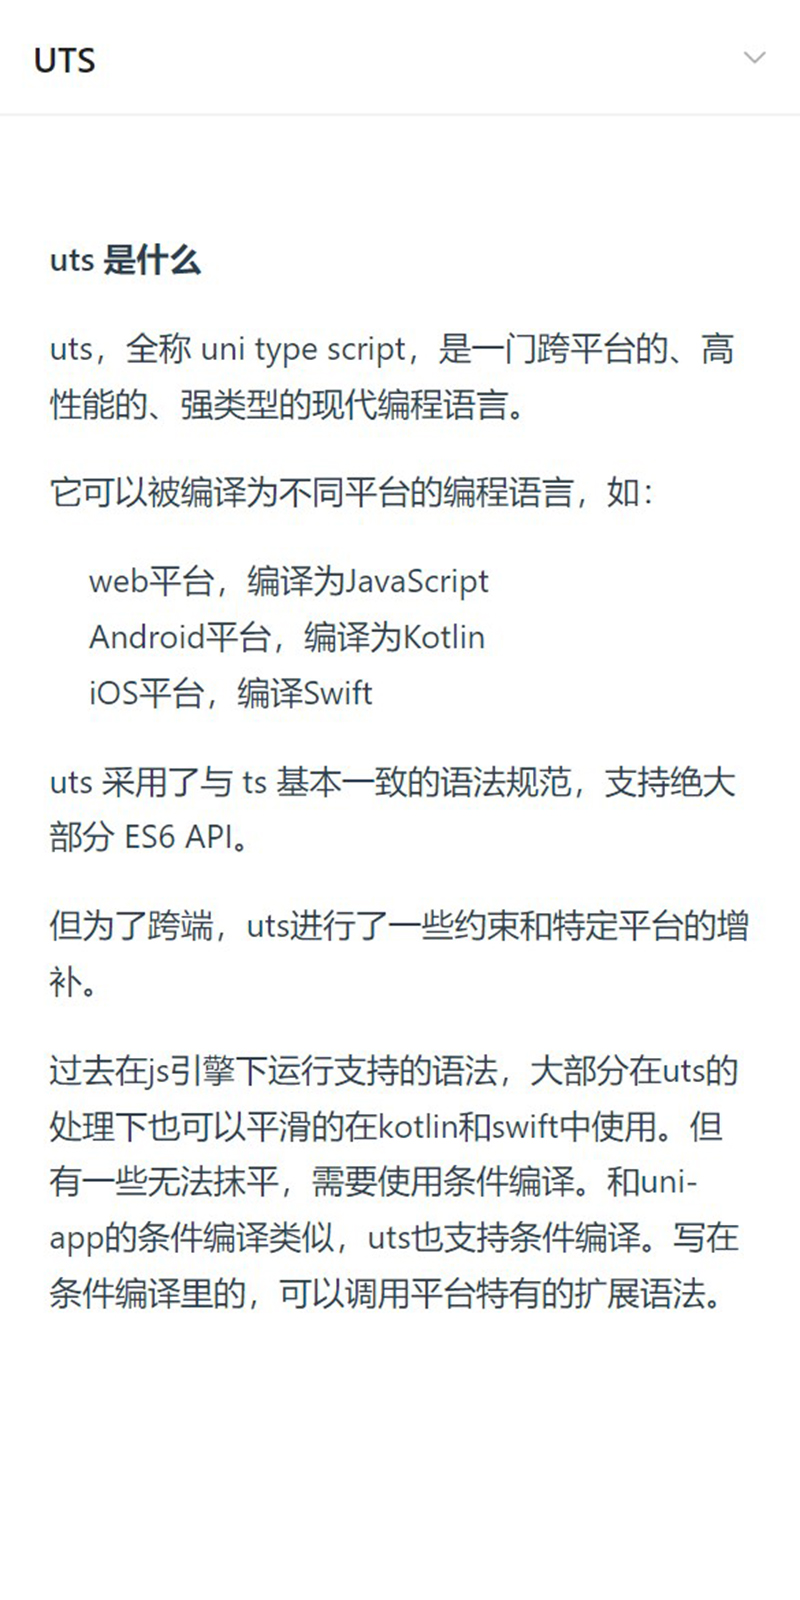 UTS
uts 是什么
uts，全称 uni type script，是一门跨平台的、高
性能的、强类型的现代编程语言。
它可以被编译为不同平台的编程语言，如：
web平台，编译为JavaScript
Android平台，编译为Kotlin
iOS平台，编译Swift
uts 采用了与 ts 基本一致的语法规范，支持绝大
部分 ES6 API。
但为了跨端，uts进行了一些约束和特定平台的增
补。
过去在js引擎下运行支持的语法，大部分在uts的
处理下也可以平滑的在kotlin和swift中使用。但
有一些无法抹平，需要使用条件编译。和uni-
app的条件编译类似，uts也支持条件编译。写在
条件编译里的，可以调用平台特有的扩展语法。